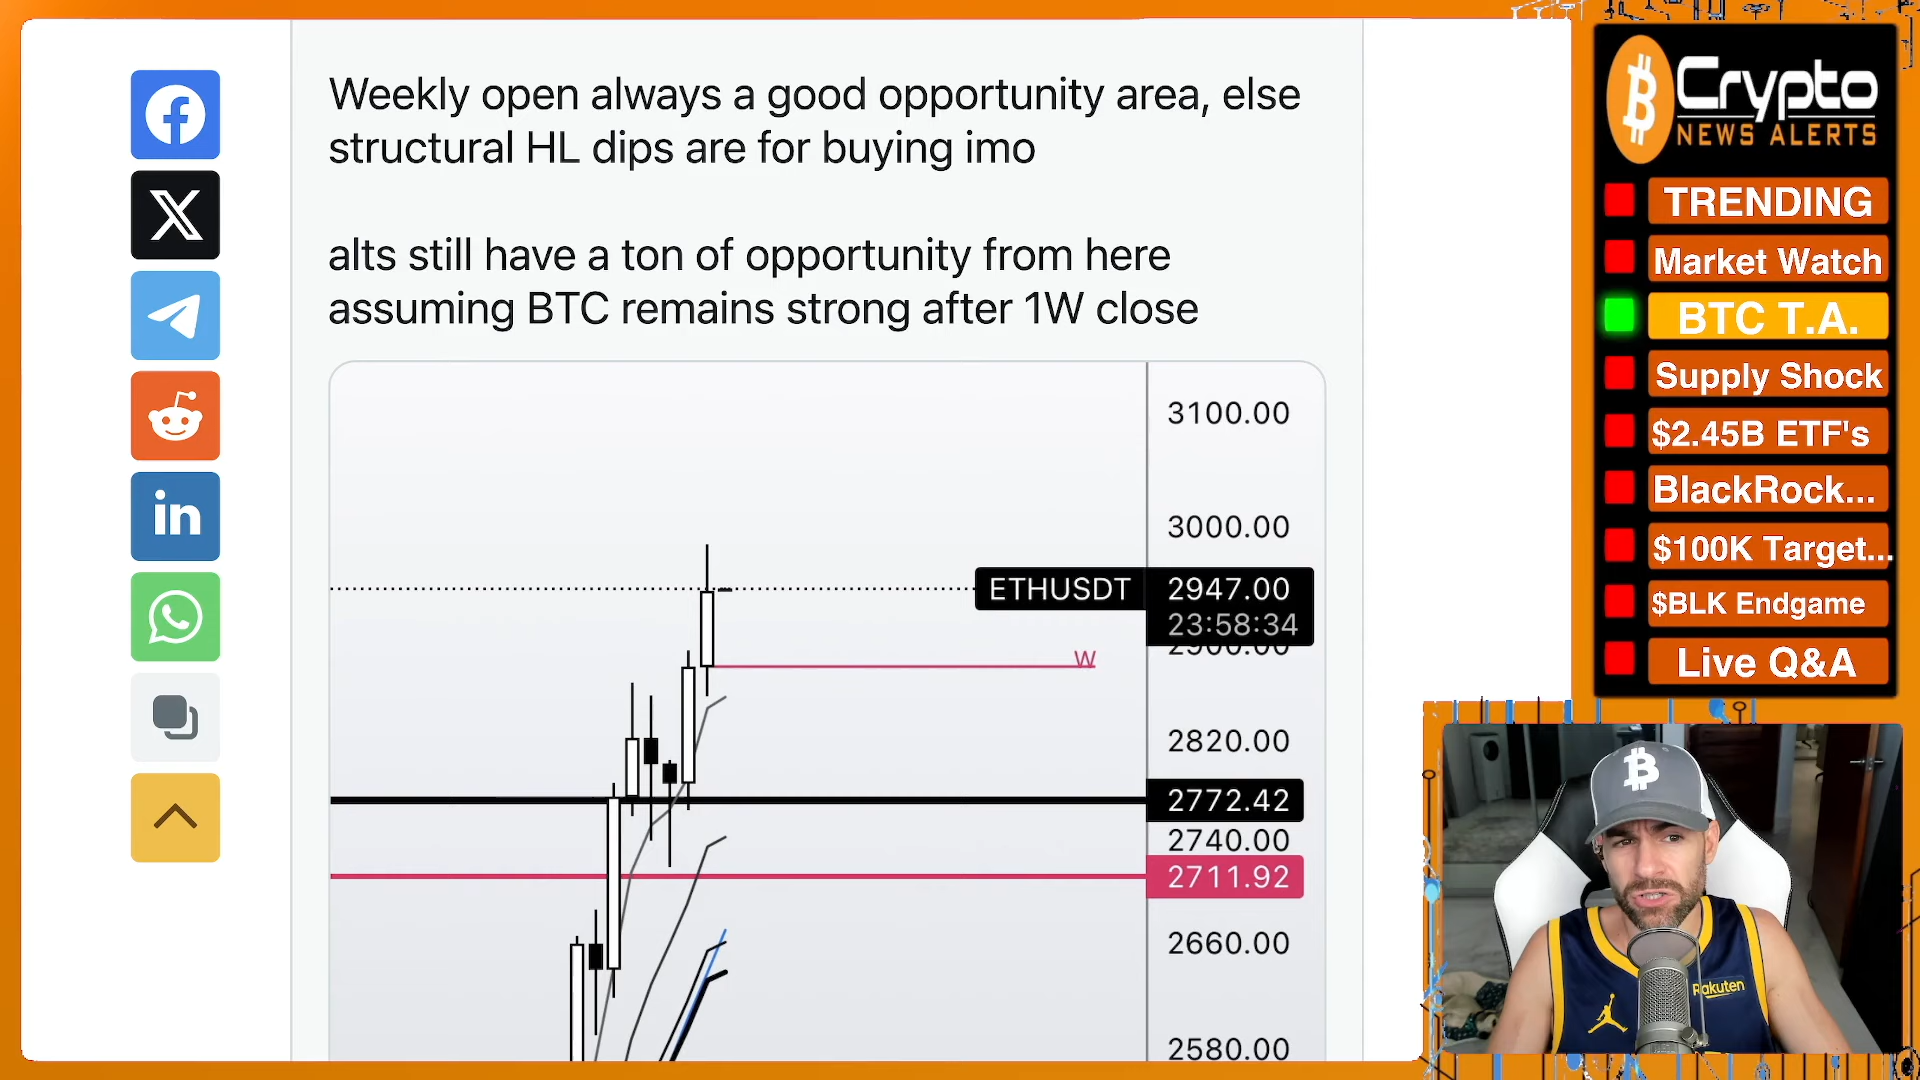 Weekly open always a good opportunity area, else
structural HL dips are for buying imo
alts still have a ton of opportunity from here
assuming BTC remains strong after 1W close
3100.00
3000.00
ETHUSDT
2947.00
23:58:34
2900.00
W
2820.00
2772.42
2740.00
2711.92
2660.00
2580.00
in
Crypto
NEWS ALERTS
TRENDING
Market Watch
BTC T.A.
Supply Shock
$2.45B ETF's
BlackRock...
$100K Target...
$BLK Endgame
Live Q&A
Rakuten